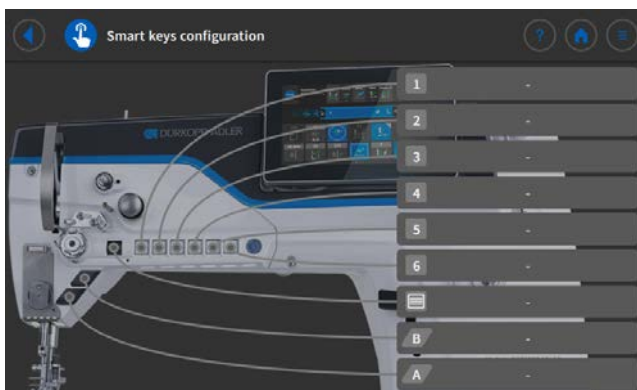 Smart keys configuration
?
DÜRKOPP ADLER
1 -
2 -
3 -
4 -
5 -
6 -
-
B -
A -